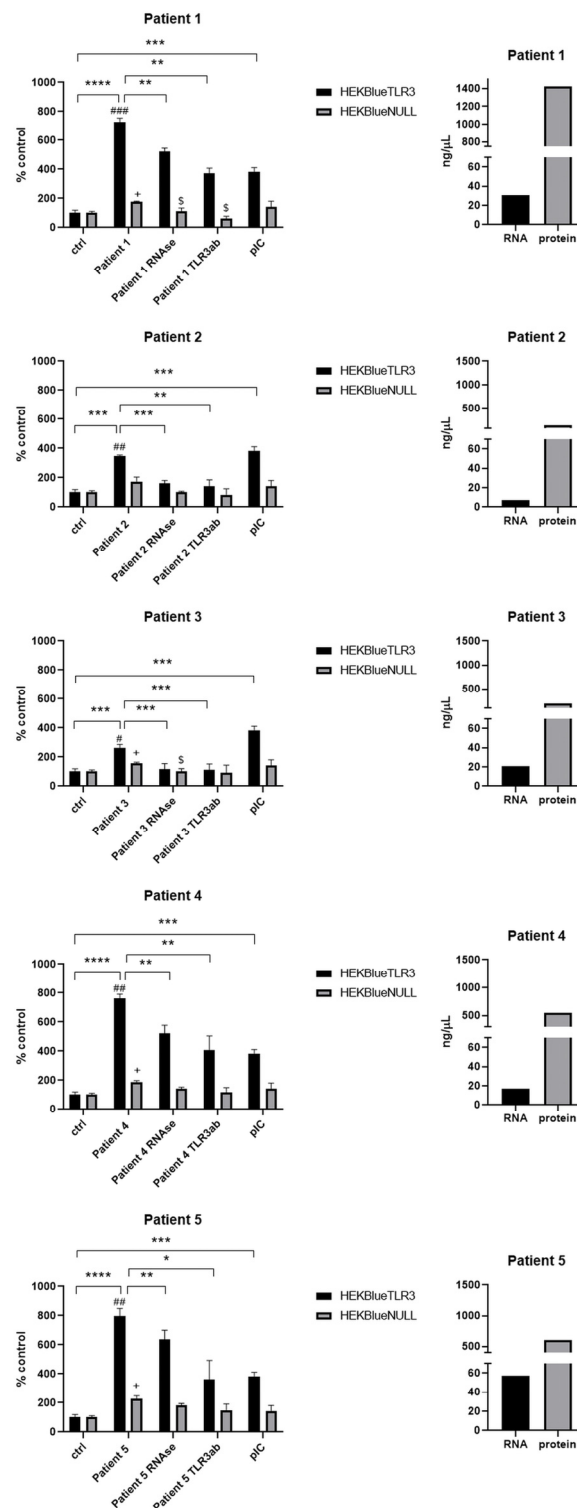 Patient 1
***
**
**** **
###
+
$
$
1000
800
600
400
200
0
% control
ctrl
Patient 1
Patient 1 RNAse
Patient 1 TLR3ab
pIC
HEKBlueTLR3
HEKBlueNULL
Patient 1
1400
1200
1000
800
60
40
20
0
ng/µL
RNA protein
Patient 2
***
**
*** ***
##
1000
800
600
400
200
0
% control
ctrl
Patient 2
Patient 2 RNAse
Patient 2 TLR3ab
pIC
HEKBlueTLR3
HEKBlueNULL
Patient 2
1500
1000
500
60
40
20
0
ng/µL
RNA protein
Patient 3
***
***
*** ***
#
+
$
1000
800
600
400
200
0
% control
ctrl
Patient 3
Patient 3 RNAse
Patient 3 TLR3ab
pIC
HEKBlueTLR3
HEKBlueNULL
Patient 3
1500
1000
500
60
40
20
0
ng/µL
RNA protein
Patient 4
***
**
**** **
##
+
1000
800
600
400
200
0
% control
ctrl
Patient 4
Patient 4 RNAse
Patient 4 TLR3ab
pIC
HEKBlueTLR3
HEKBlueNULL
Patient 4
1500
1000
500
60
40
20
0
ng/µL
RNA protein
Patient 5
***
*
**** **
##
+
1000
800
600
400
200
0
% control
ctrl
Patient 5
Patient 5 RNAse
Patient 5 TLR3ab
pIC
HEKBlueTLR3
HEKBlueNULL
Patient 5
1500
1000
500
80
60
40
20
0
ng/µL
RNA protein